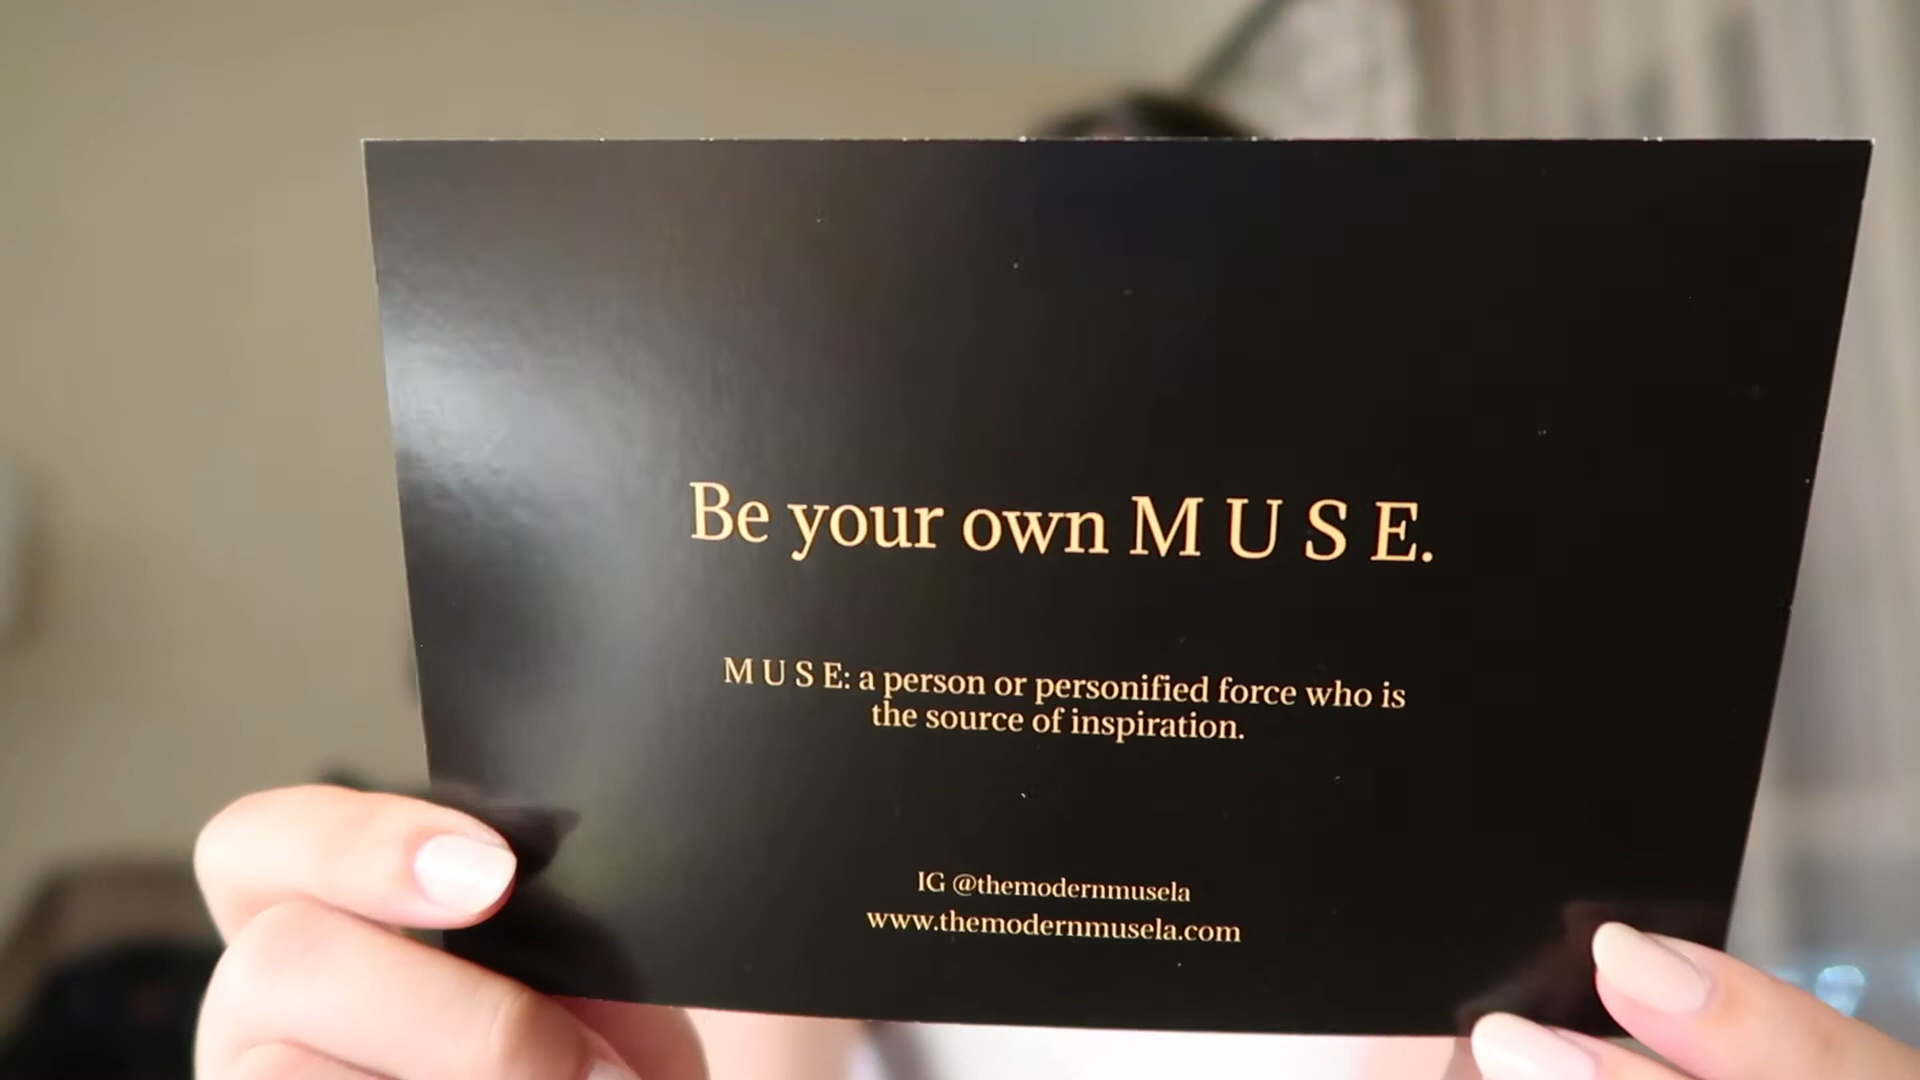 Be your own M U S E.
M U S E: a person or personified force who is
the source of inspiration.
IG @themodernmusela
www.themodernmusela.com